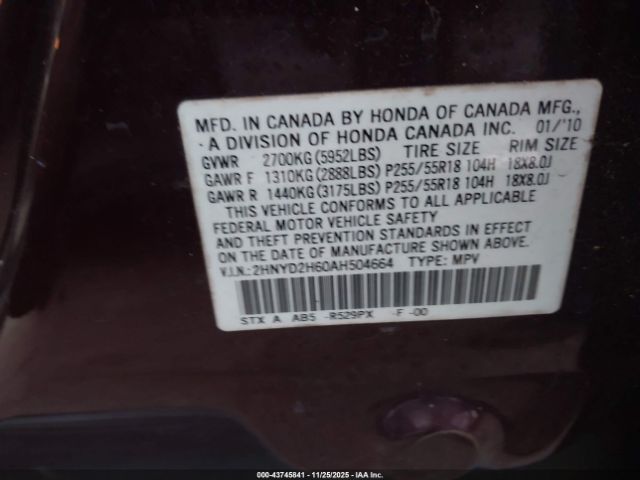 MFD. IN CANADA BY HONDA OF CANADA MFG.,
A DIVISION OF HONDA CANADA INC. 01/'10
GVWR 2700KG (5952LBS) TIRE SIZE RIM SIZE
GAWR F 1310KG (2888LBS) P255/55R18 104H 18X8.0J
GAWR R 1440KG (3175LBS) P255/55R18 104H 18X8.0J
THIS VEHICLE CONFORMS TO ALL APPLICABLE
FEDERAL MOTOR VEHICLE SAFETY
AND THEFT PREVENTION STANDARDS IN EFFECT
ON THE DATE OF MANUFACTURE SHOWN ABOVE.
V.I.N.:2HNYD2H60AH504664 TYPE: MPV
STX A AB5 -R529PX -F -00
000-43745841 - 11/25/2025 - IAA Inc.